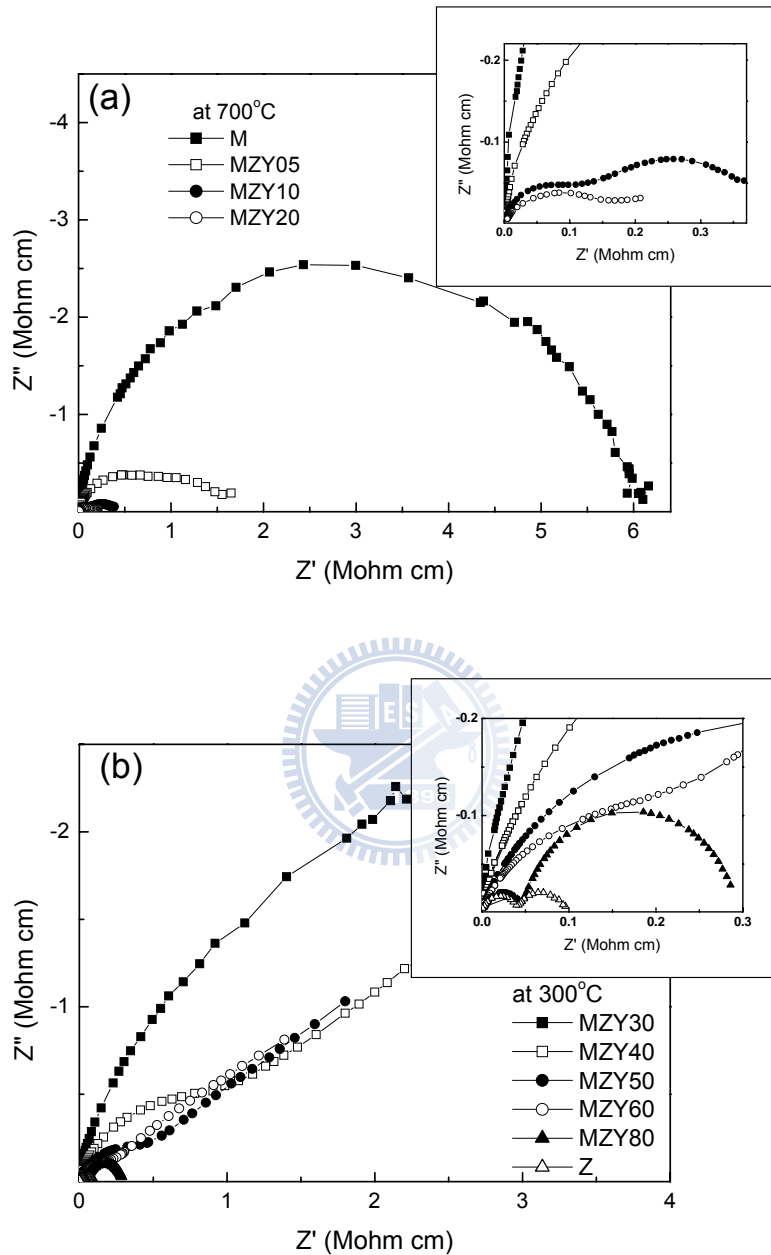 (a)
at 700°C
M
MZY05
MZY10
MZY20
-4
-3
-2
-1
0 1 2 3 4 5 6
Z'' (Mohm cm)
Z' (Mohm cm)
-0.2
-0.1
0.0 0.1 0.2 0.3
Z'' (Mohm cm)
Z' (Mohm cm)
(b)
at 300°C
MZY30
MZY40
MZY50
MZY60
MZY80
Z
-2
-1
0 1 2 3 4
Z'' (Mohm cm)
Z' (Mohm cm)
-0.2
-0.1
0.0 0.1 0.2 0.3
Z'' (Mohm cm)
Z' (Mohm cm)
E S